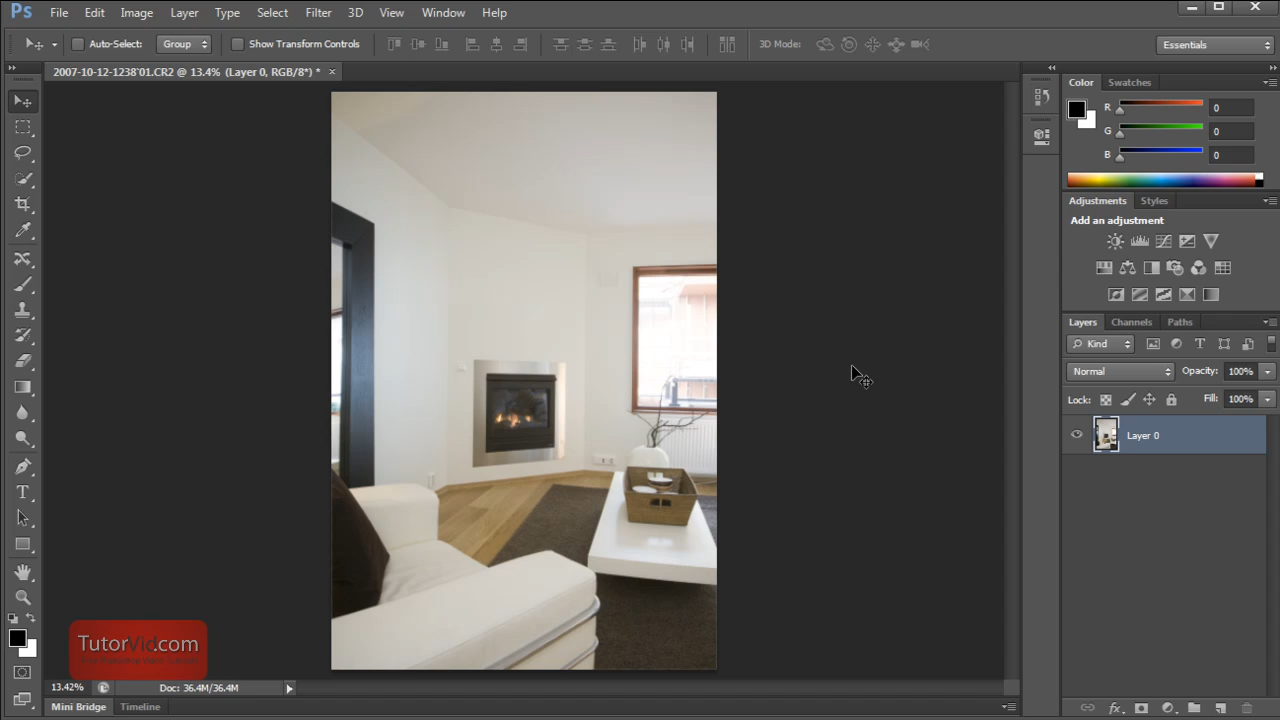 Ps File Edit Image Layer Type Select Filter 3D View Window Help
Auto-Select: Group Show Transform Controls 3D Mode: Essentials
2007-10-12-1238'01.CR2 @ 13.4% (Layer 0, RGB/8*) * ×
Color Swatches
R 0
G 0
B 0
Adjustments Styles
Add an adjustment
Layers Channels Paths
Kind T
Normal Opacity: 100%
Lock: Fill: 100%
Layer 0
T
TutorVid.com
13.42% Doc: 36.4M/36.4M
Mini Bridge Timeline
fx